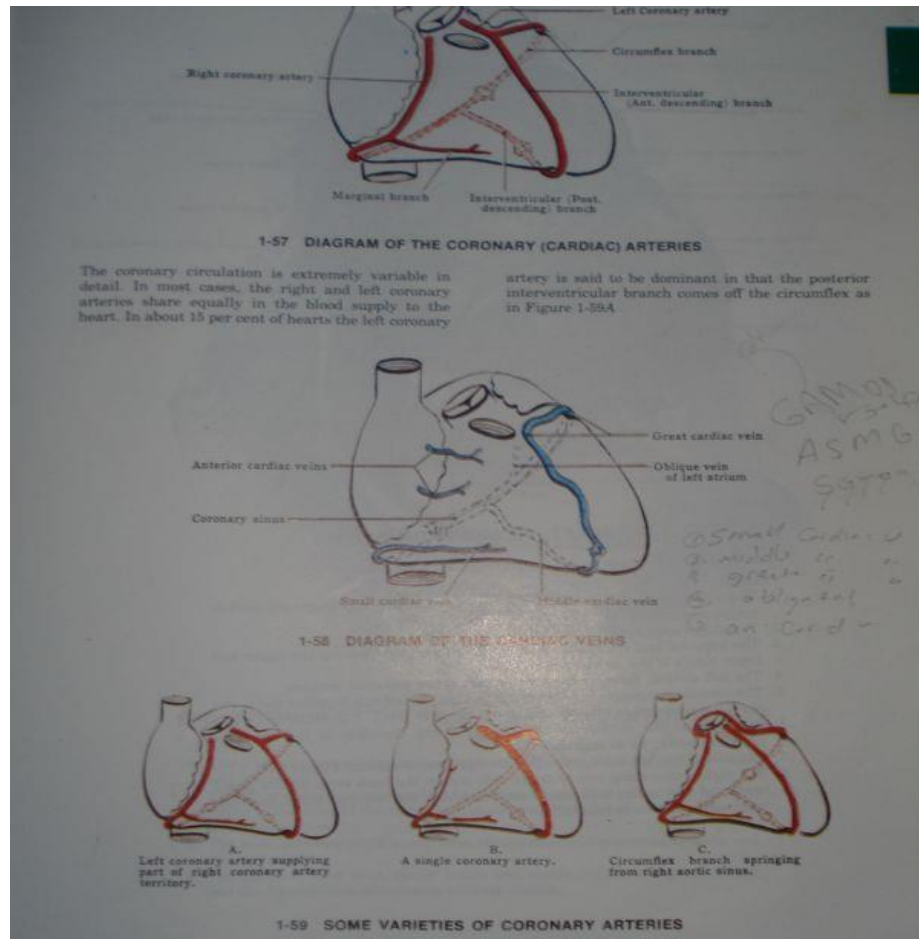 Left Coronary artery
Circumflex branch
Right coronary artery
Interventricular
(Ant. descending) branch
Marginal branch
Interventricular (Post.
descending) branch
1-57 DIAGRAM OF THE CORONARY (CARDIAC) ARTERIES
The coronary circulation is extremely variable in
detail. In most cases, the right and left coronary
arteries share equally in the blood supply to the
heart. In about 15 per cent of hearts the left coronary
artery is said to be dominant in that the posterior
interventricular branch comes off the circumflex as
in Figure 1-59A
Great cardiac vein
Anterior cardiac veins
Oblique vein
of left atrium
Coronary sinus
Small cardiac vein
Middle cardiac vein
ASMG
Small Cardiac
middle
1-58 DIAGRAM OF THE CARDIAC VEINS
A.
Left coronary artery supplying
part of right coronary artery
territory.
B.
A single coronary artery.
C.
Circumflex branch springing
from right aortic sinus.
1-59 SOME VARIETIES OF CORONARY ARTERIES